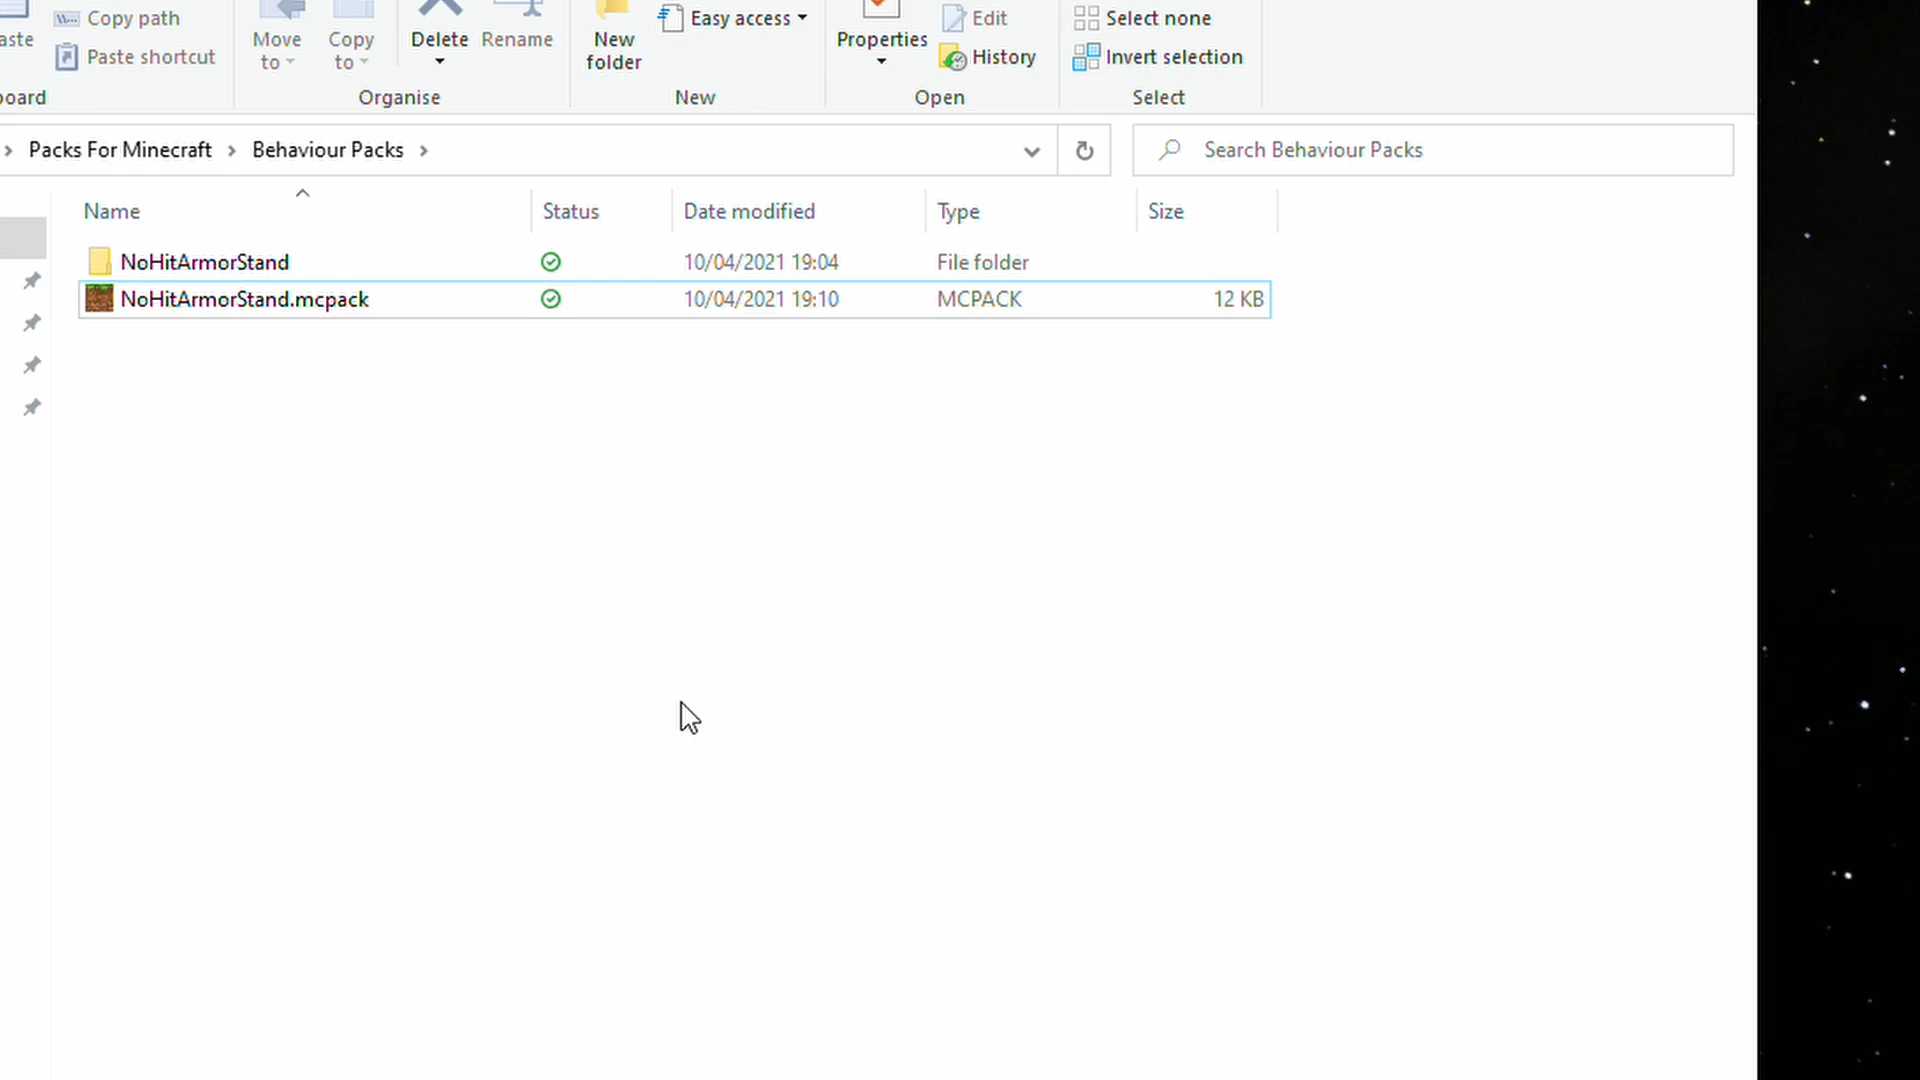 Copy path
Easy access
Edit
Select none
aste
Move to
Copy to
Delete
Rename
New folder
Properties
Paste shortcut
History
Invert selection
board
Organise
New
Open
Select
Packs For Minecraft
Behaviour Packs
Search Behaviour Packs
Name
Status
Date modified
Type
Size
NoHitArmorStand
10/04/2021 19:04
File folder
NoHitArmorStand.mcpack
10/04/2021 19:10
MCPACK
12 KB